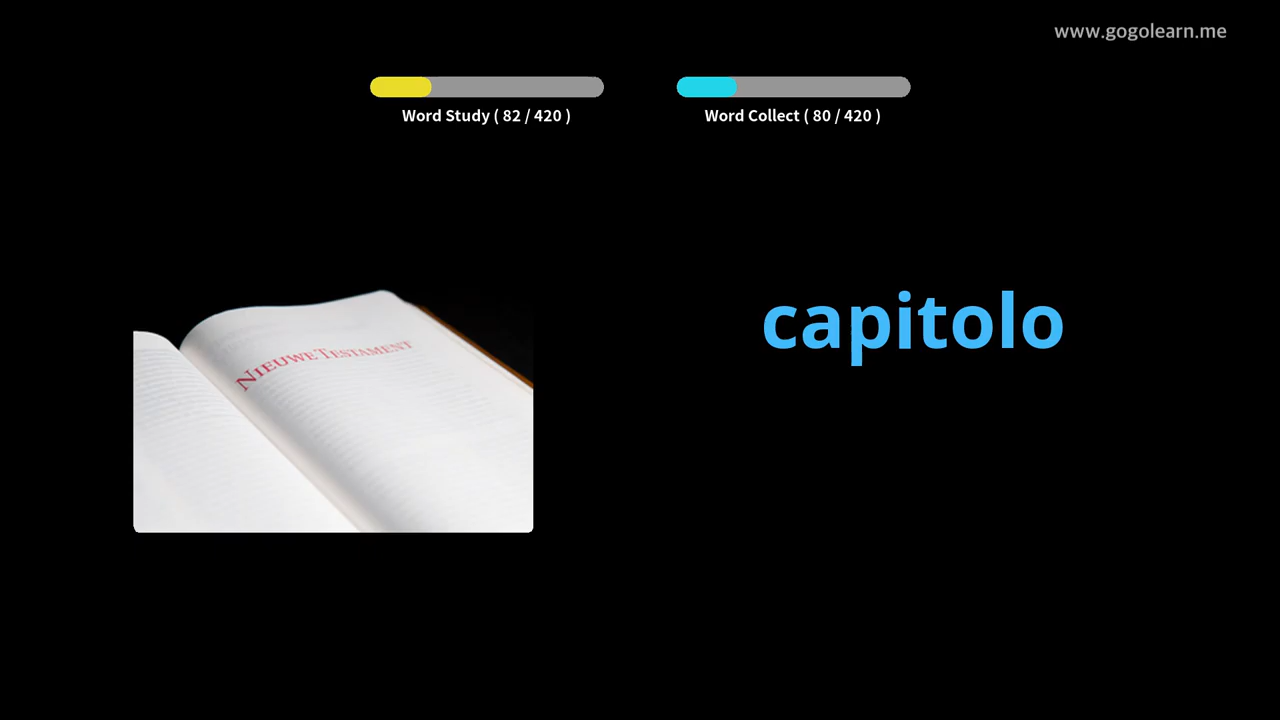 www.gogolearn.me
Word Study ( 82 / 420 )
Word Collect ( 80 / 420 )
NIEUWE TESTAMENT
capitolo